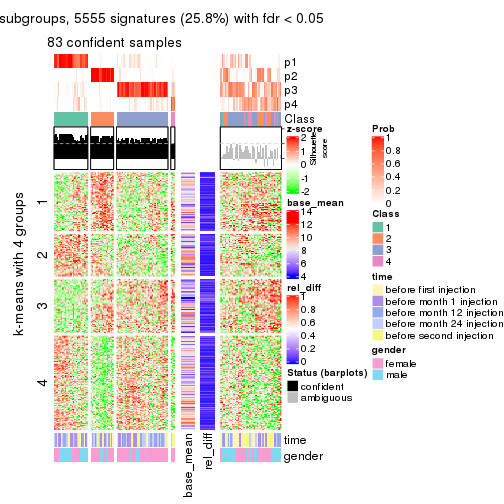 subgroups, 5555 signatures (25.8%) with fdr < 0.05
83 confident samples
p1
p2
p3
p4
Class
k-means with 4 groups
1
2
3
4
time
gender
base_mean
rel_diff
z-score
2
1
0
-1
-2
Silhouette
score
base_mean
14
12
10
8
6
4
rel_diff
1
0.8
0.6
0.4
0.2
0
Status (barplots)
confident
ambiguous
Prob
1
0.8
0.6
0.4
0.2
0
Class
1
2
3
4
time
before first injection
before month 1 injection
before month 12 injection
before month 24 injection
before second injection
gender
female
male